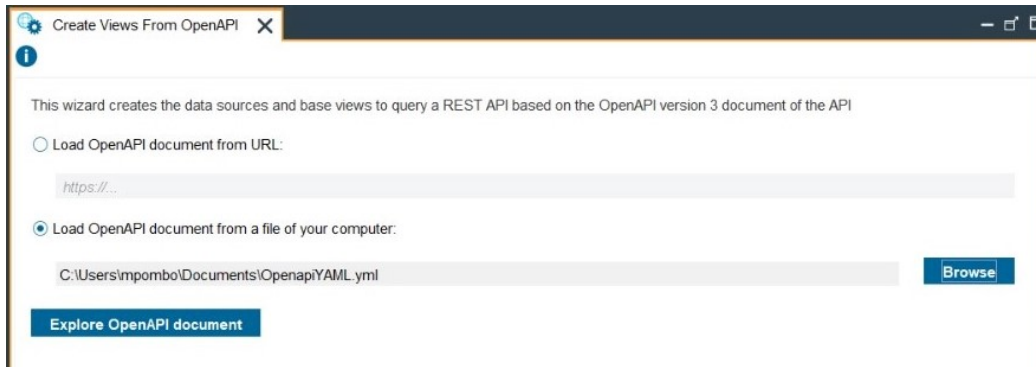 Create Views From OpenAPI
This wizard creates the data sources and base views to query a REST API based on the OpenAPI version 3 document of the API
Load OpenAPI document from URL:
https://...
Load OpenAPI document from a file of your computer:
C:\Users\mpombo\Documents\OpenapiYAML.yml
Browse
Explore OpenAPI document